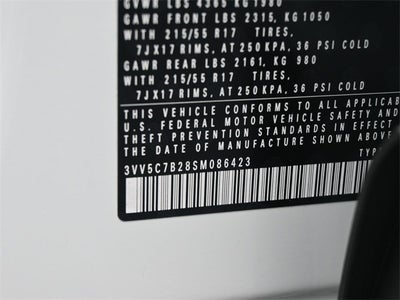 GVWR LBS 4365 KG 1980
GAWR FRONT LBS 2315, KG 1050
WITH 215/55 R17 TIRES,
7JX17 RIMS, AT 250 KPA, 36 PSI COLD
GAWR REAR LBS 2161, KG 980
WITH 215/55 R17 TIRES,
7JX17 RIMS, AT 250 KPA, 36 PSI COLD
THIS VEHICLE CONFORMS TO ALL APPLICAB
U.S. FEDERAL MOTOR VEHICLE SAFETY AND
THEFT PREVENTION STANDARDS IN EFFECT
THE DATE OF MANUFACTURE SHOWN ABOVE
3VV5C7B28SM086423 TYP